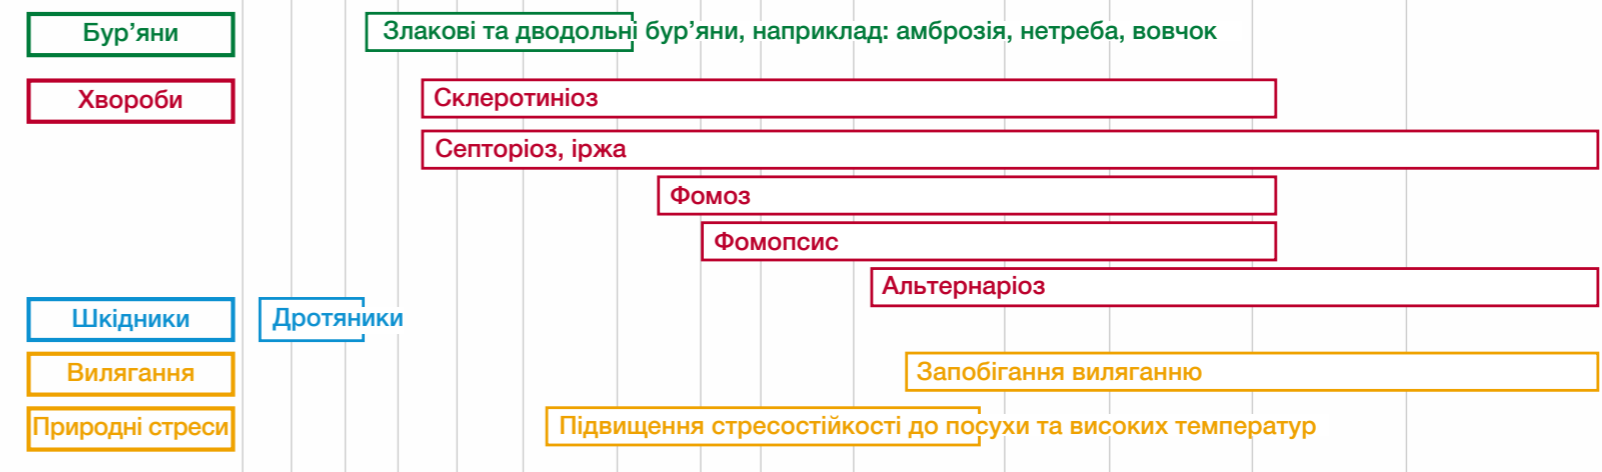 Бур’яни
Злакові та дводольні бур’яни, наприклад: амброзія, нетреба, вовчок
Хвороби
Склеротиніоз
Септоріоз, іржа
Фомоз
Фомопсис
Альтернаріоз
Шкідники
Дротяники
Вилягання
Запобігання виляганню
Природні стреси
Підвищення стресостійкості до посухи та високих температур